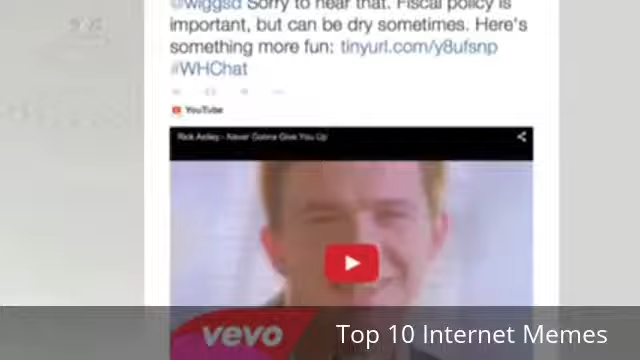 @wiggsd Sorry to hear that. Fiscal policy is
important, but can be dry sometimes. Here's
something more fun: tinyurl.com/y8ufsnp
#WHChat
YouTube
Rick Astley - Never Gonna Give You Up
vevo
Top 10 Internet Memes